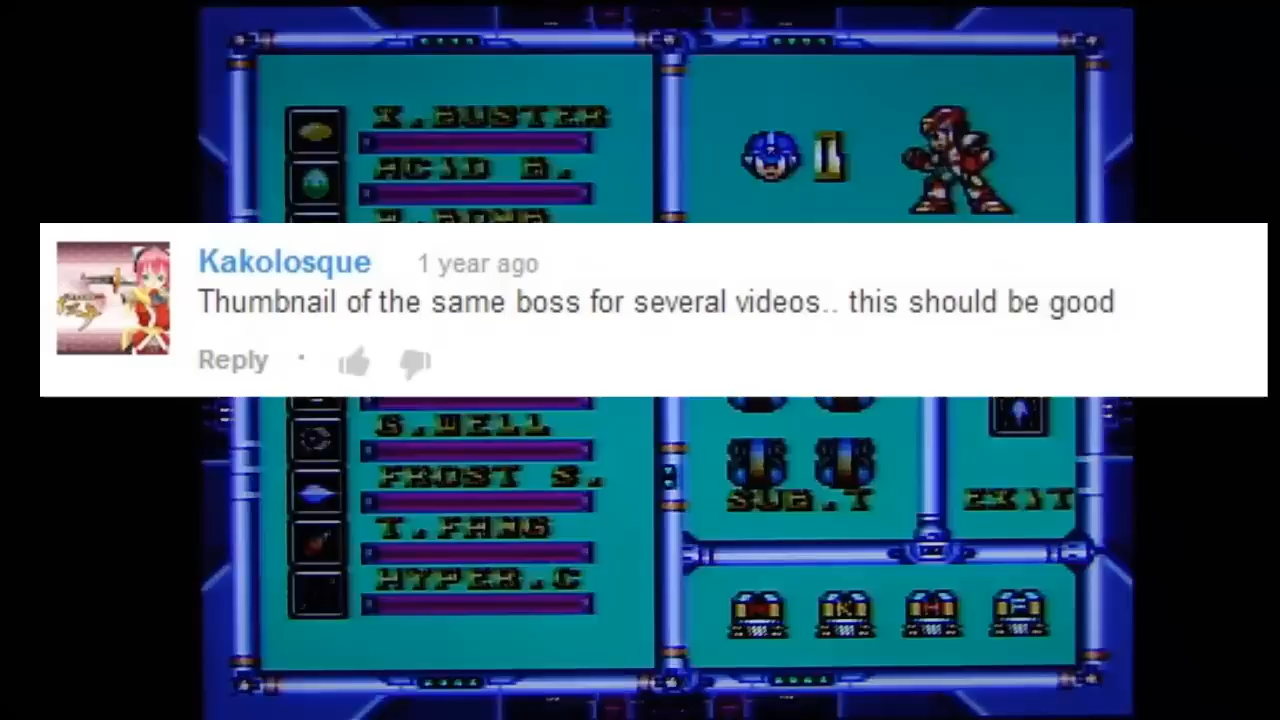 X.BUSTER
1
ACID B.
Kakolosque 1 year ago
Thumbnail of the same boss for several videos.. this should be good
Reply
G.WELL
FROST S.
SUB.T
EXIT
T.FANG
HYPER.C